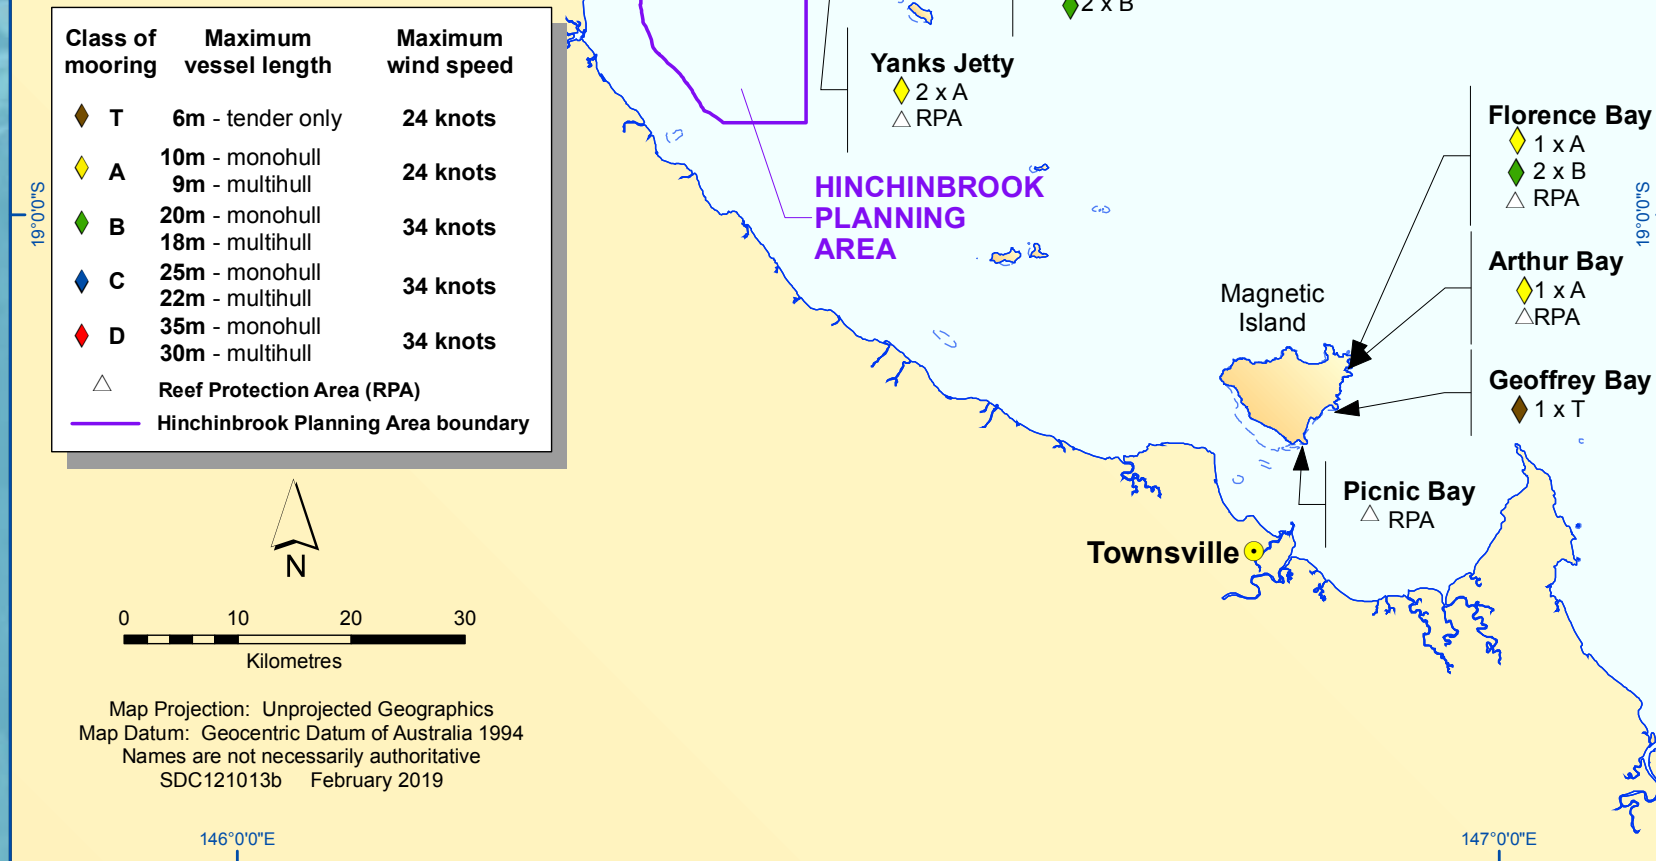 Class of mooring Maximum vessel length Maximum wind speed
T 6m - tender only 24 knots
A 10m - monohull 24 knots
9m - multihull
B 20m - monohull 34 knots
18m - multihull
C 25m - monohull 34 knots
22m - multihull
D 35m - monohull 34 knots
30m - multihull
Reef Protection Area (RPA)
Hinchinbrook Planning Area boundary
N
0 10 20 30
Kilometres
Map Projection: Unprojected Geographics
Map Datum: Geocentric Datum of Australia 1994
Names are not necessarily authoritative
SDC121013b February 2019
19°0'0"S
146°0'0"E
2 x B
Yanks Jetty
2 x A
RPA
HINCHINBROOK
PLANNING
AREA
Magnetic
Island
Florence Bay
1 x A
2 x B
RPA
Arthur Bay
1 x A
RPA
Geoffrey Bay
1 x T
Picnic Bay
RPA
Townsville
19°0'0"S
147°0'0"E